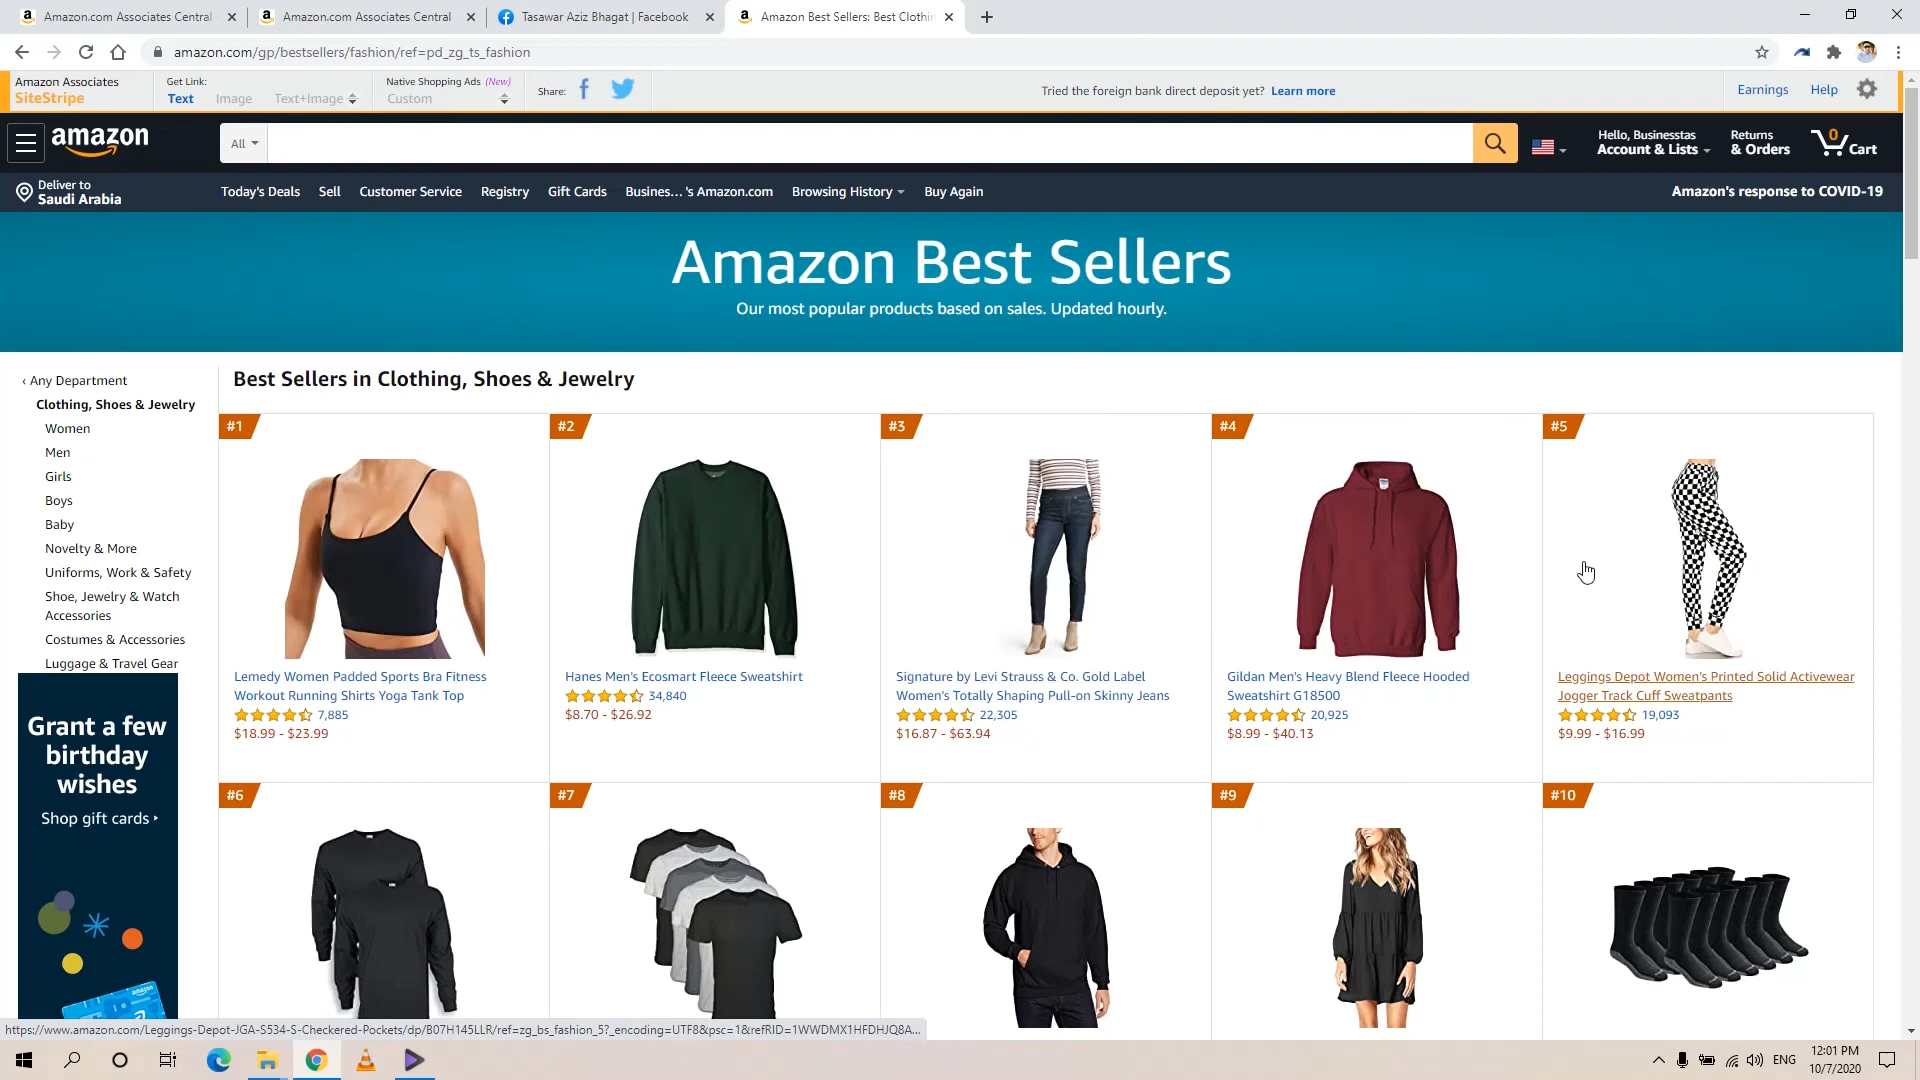 Amazon.com Associates Central
Amazon.com Associates Central
Tasawar Aziz Bhagat | Facebook
Amazon Best Sellers: Best Clothin
amazon.com/gp/bestsellers/fashion/ref=pd_zg_ts_fashion
Amazon Associates
SiteStripe
Get Link:
Text Image Text+Image
Native Shopping Ads (New)
Custom
Share:
Tried the foreign bank direct deposit yet? Learn more
Earnings Help
amazon
All
Hello, Businesstas
Account & Lists
Returns
& Orders
0
Cart
Deliver to
Saudi Arabia
Today's Deals Sell Customer Service Registry Gift Cards Busines... 's Amazon.com Browsing History Buy Again
Amazon's response to COVID-19
Amazon Best Sellers
Our most popular products based on sales. Updated hourly.
‹ Any Department
Clothing, Shoes & Jewelry
Women
Men
Girls
Boys
Baby
Novelty & More
Uniforms, Work & Safety
Shoe, Jewelry & Watch
Accessories
Costumes & Accessories
Luggage & Travel Gear
Grant a few
birthday
wishes
Shop gift cards ‣
amazon
Best Sellers in Clothing, Shoes & Jewelry
#1
Lemedy Women Padded Sports Bra Fitness
Workout Running Shirts Yoga Tank Top
7,885
$18.99 - $23.99
#2
Hanes Men's Ecosmart Fleece Sweatshirt
34,840
$8.70 - $26.92
#3
Signature by Levi Strauss & Co. Gold Label
Women's Totally Shaping Pull-on Skinny Jeans
22,305
$16.87 - $63.94
#4
Gildan Men's Heavy Blend Fleece Hooded
Sweatshirt G18500
20,925
$8.99 - $40.13
#5
Leggings Depot Women's Printed Solid Activewear
Jogger Track Cuff Sweatpants
19,093
$9.99 - $16.99
#6
#7
#8
#9
#10
https://www.amazon.com/Leggings-Depot-JGA-S534-S-Checkered-Pockets/dp/B07H145LLR/ref=zg_bs_fashion_5?_encoding=UTF8&psc=1&refRID=1WWDMX1HFDHJQ8A...
ENG
12:01 PM
10/7/2020